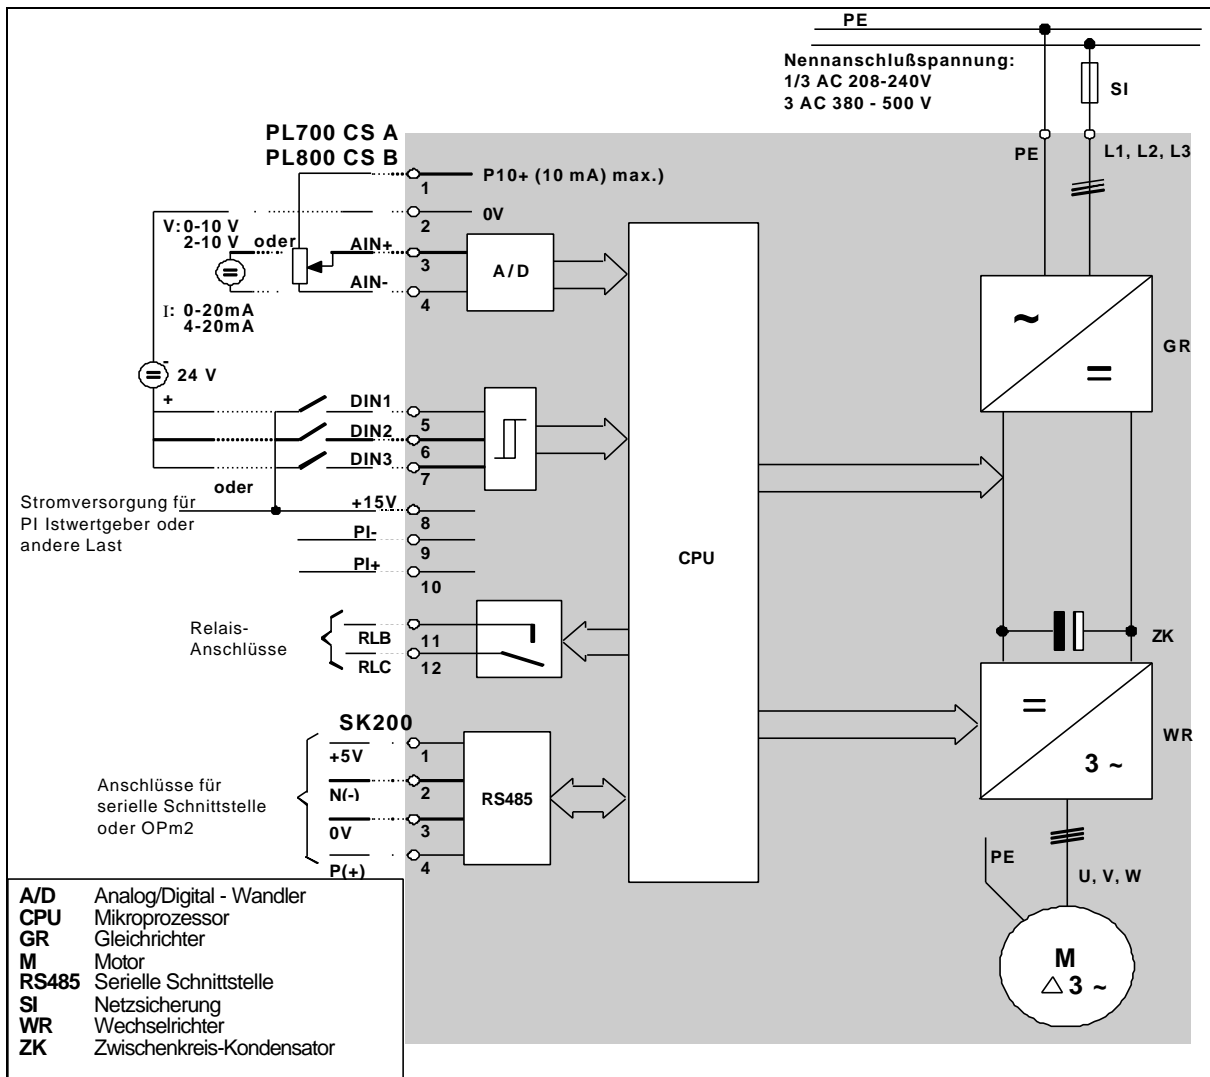 PE
Nennanschlußspannung:
1/3 AC 208-240V
3 AC 380 - 500 V
SI
PL700 CS A
PL800 CS B
PE
L1, L2, L3
1
P10+ (10 mA) max.)
2
0V
V: 0-10 V
2-10 V
oder
AIN+
3
A/D
AIN-
4
=
I: 0-20mA
4-20mA
~
=
GR
-
= 24 V
+
DIN1
5
DIN2
6
DIN3
7
oder
Stromversorgung für
PI Istwertgeber oder
andere Last
+15V
8
PI-
9
PI+
10
CPU
Relais-
Anschlüsse
RLB
11
RLC
12
ZK
SK200
=
3 ~
WR
+5V
1
N(-)
2
0V
3
P(+)
4
RS485
Anschlüsse für
serielle Schnittstelle
oder OPm2
PE
U, V, W
M
△ 3 ~
A/D Analog/Digital - Wandler
CPU Mikroprozessor
GR Gleichrichter
M Motor
RS485 Serielle Schnittstelle
SI Netzsicherung
WR Wechselrichter
ZK Zwischenkreis-Kondensator